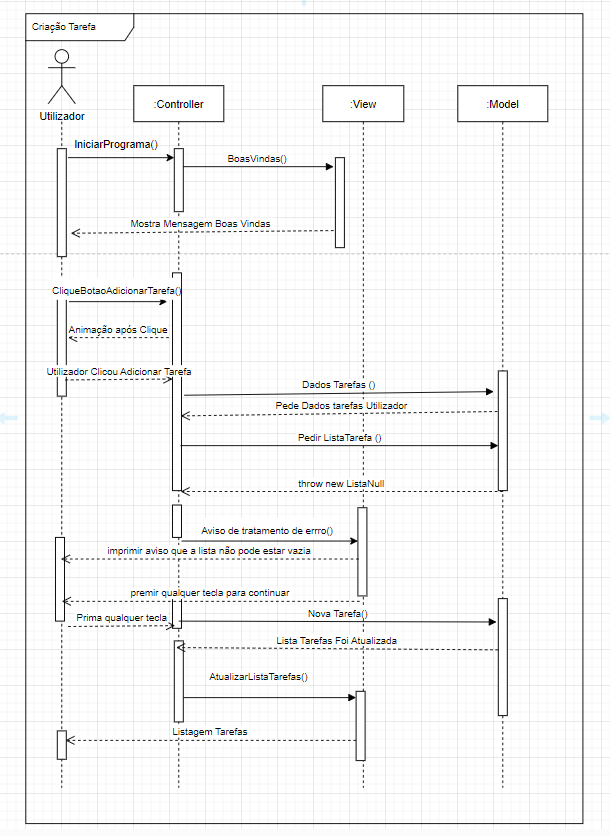 Criação Tarefa
Utilizador
:Controller
:View
:Model
IniciarPrograma()
BoasVindas()
Mostra Mensagem Boas Vindas
CliqueBotaoAdicionarTarefa()
Animação após Clique
Utilizador Clicou Adicionar Tarefa
Dados Tarefas ()
Pede Dados tarefas Utilizador
Pedir ListaTarefa ()
throw new ListaNull
Aviso de tratamento de errro()
imprimir aviso que a lista não pode estar vazia
premir qualquer tecla para continuar
Nova Tarefa()
Prima qualquer tecla
Lista Tarefas Foi Atualizada
AtualizarListaTarefas()
Listagem Tarefas